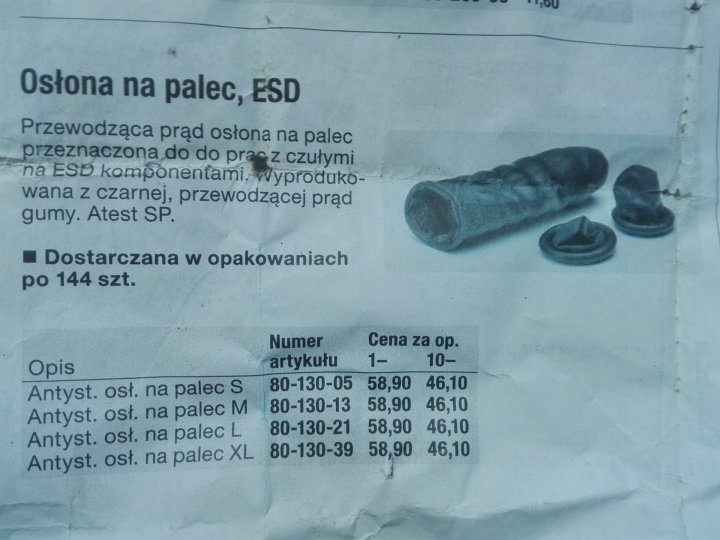 11,80
Osłona na palec, ESD
Przewodząca prąd osłona na palec
przeznaczona do do prac z czułymi
na ESD komponentami. Wyproduko-
wana z czarnej, przewodzącej prąd
gumy. Atest SP.
■ Dostarczana w opakowaniach
po 144 szt.
Numer Cena za op.
Opis artykułu 1– 10–
Antyst. osł. na palec S 80-130-05 58,90 46,10
Antyst. osł. na palec M 80-130-13 58,90 46,10
Antyst. osł. na palec L 80-130-21 58,90 46,10
Antyst. osł. na palec XL 80-130-39 58,90 46,10